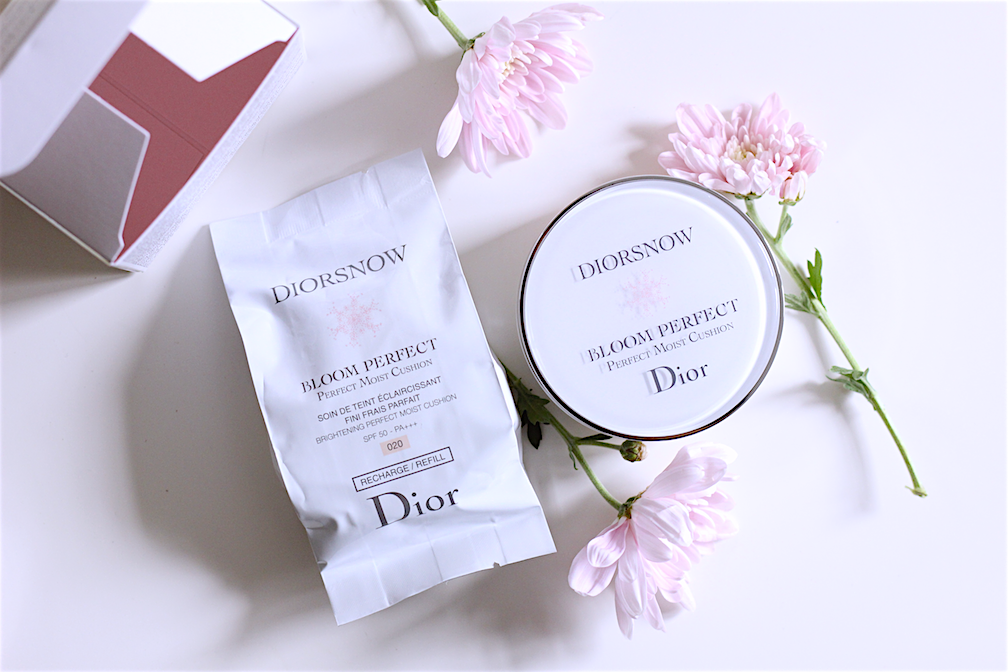 DIORSNOW
BLOOM PERFECT
PERFECT MOIST CUSHION
SOIN DE TEINT ÉCLAIRCISSANT
FINI FRAIS PARFAIT
BRIGHTENING PERFECT MOIST CUSHION
SPF 50 - PA+++
020
RECHARGE / REFILL
Dior
DIORSNOW
BLOOM PERFECT
PERFECT MOIST CUSHION
Dior